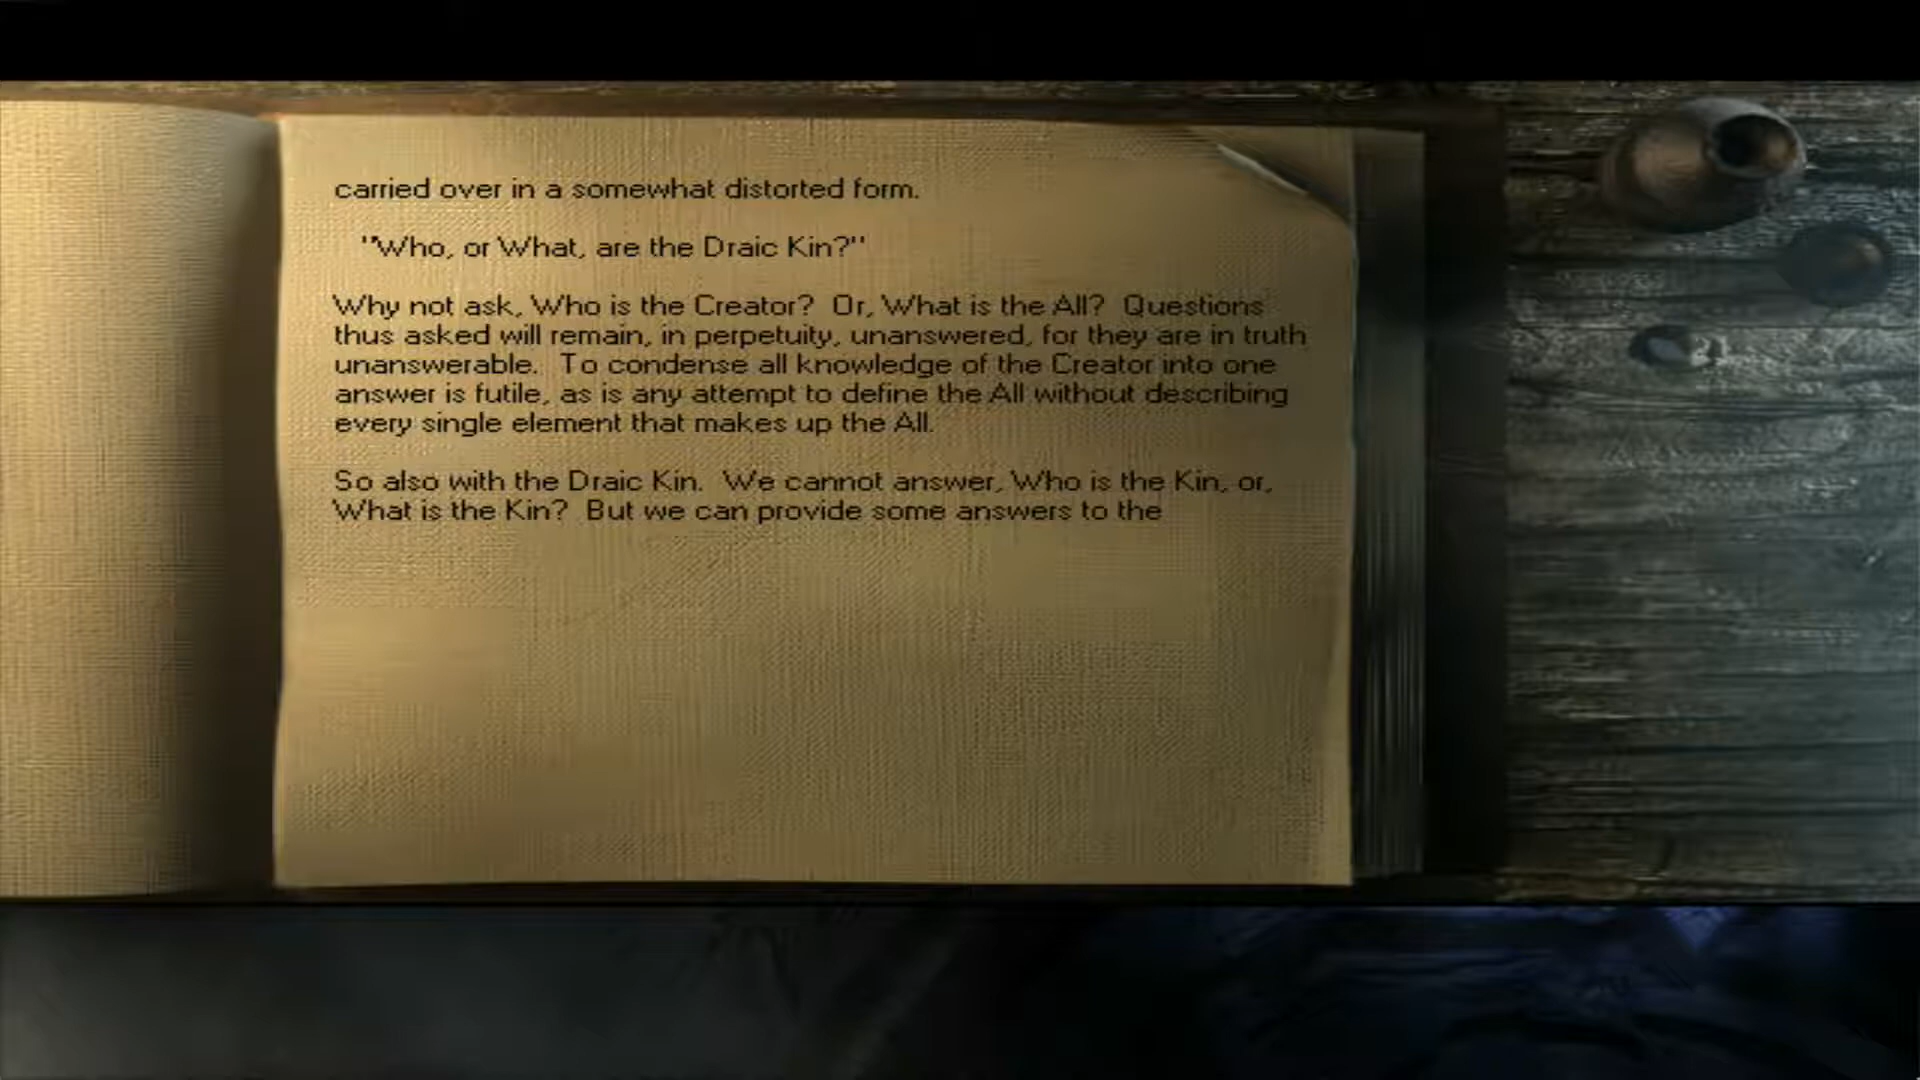 carried over in a somewhat distorted form.
"Who, or What, are the Draic Kin?"
Why not ask, Who is the Creator?  Or, What is the All?  Questions
thus asked will remain, in perpetuity, unanswered, for they are in truth
unanswerable.  To condense all knowledge of the Creator into one
answer is futile, as is any attempt to define the All without describing
every single element that makes up the All.
So also with the Draic Kin.  We cannot answer, Who is the Kin, or,
What is the Kin?  But we can provide some answers to the